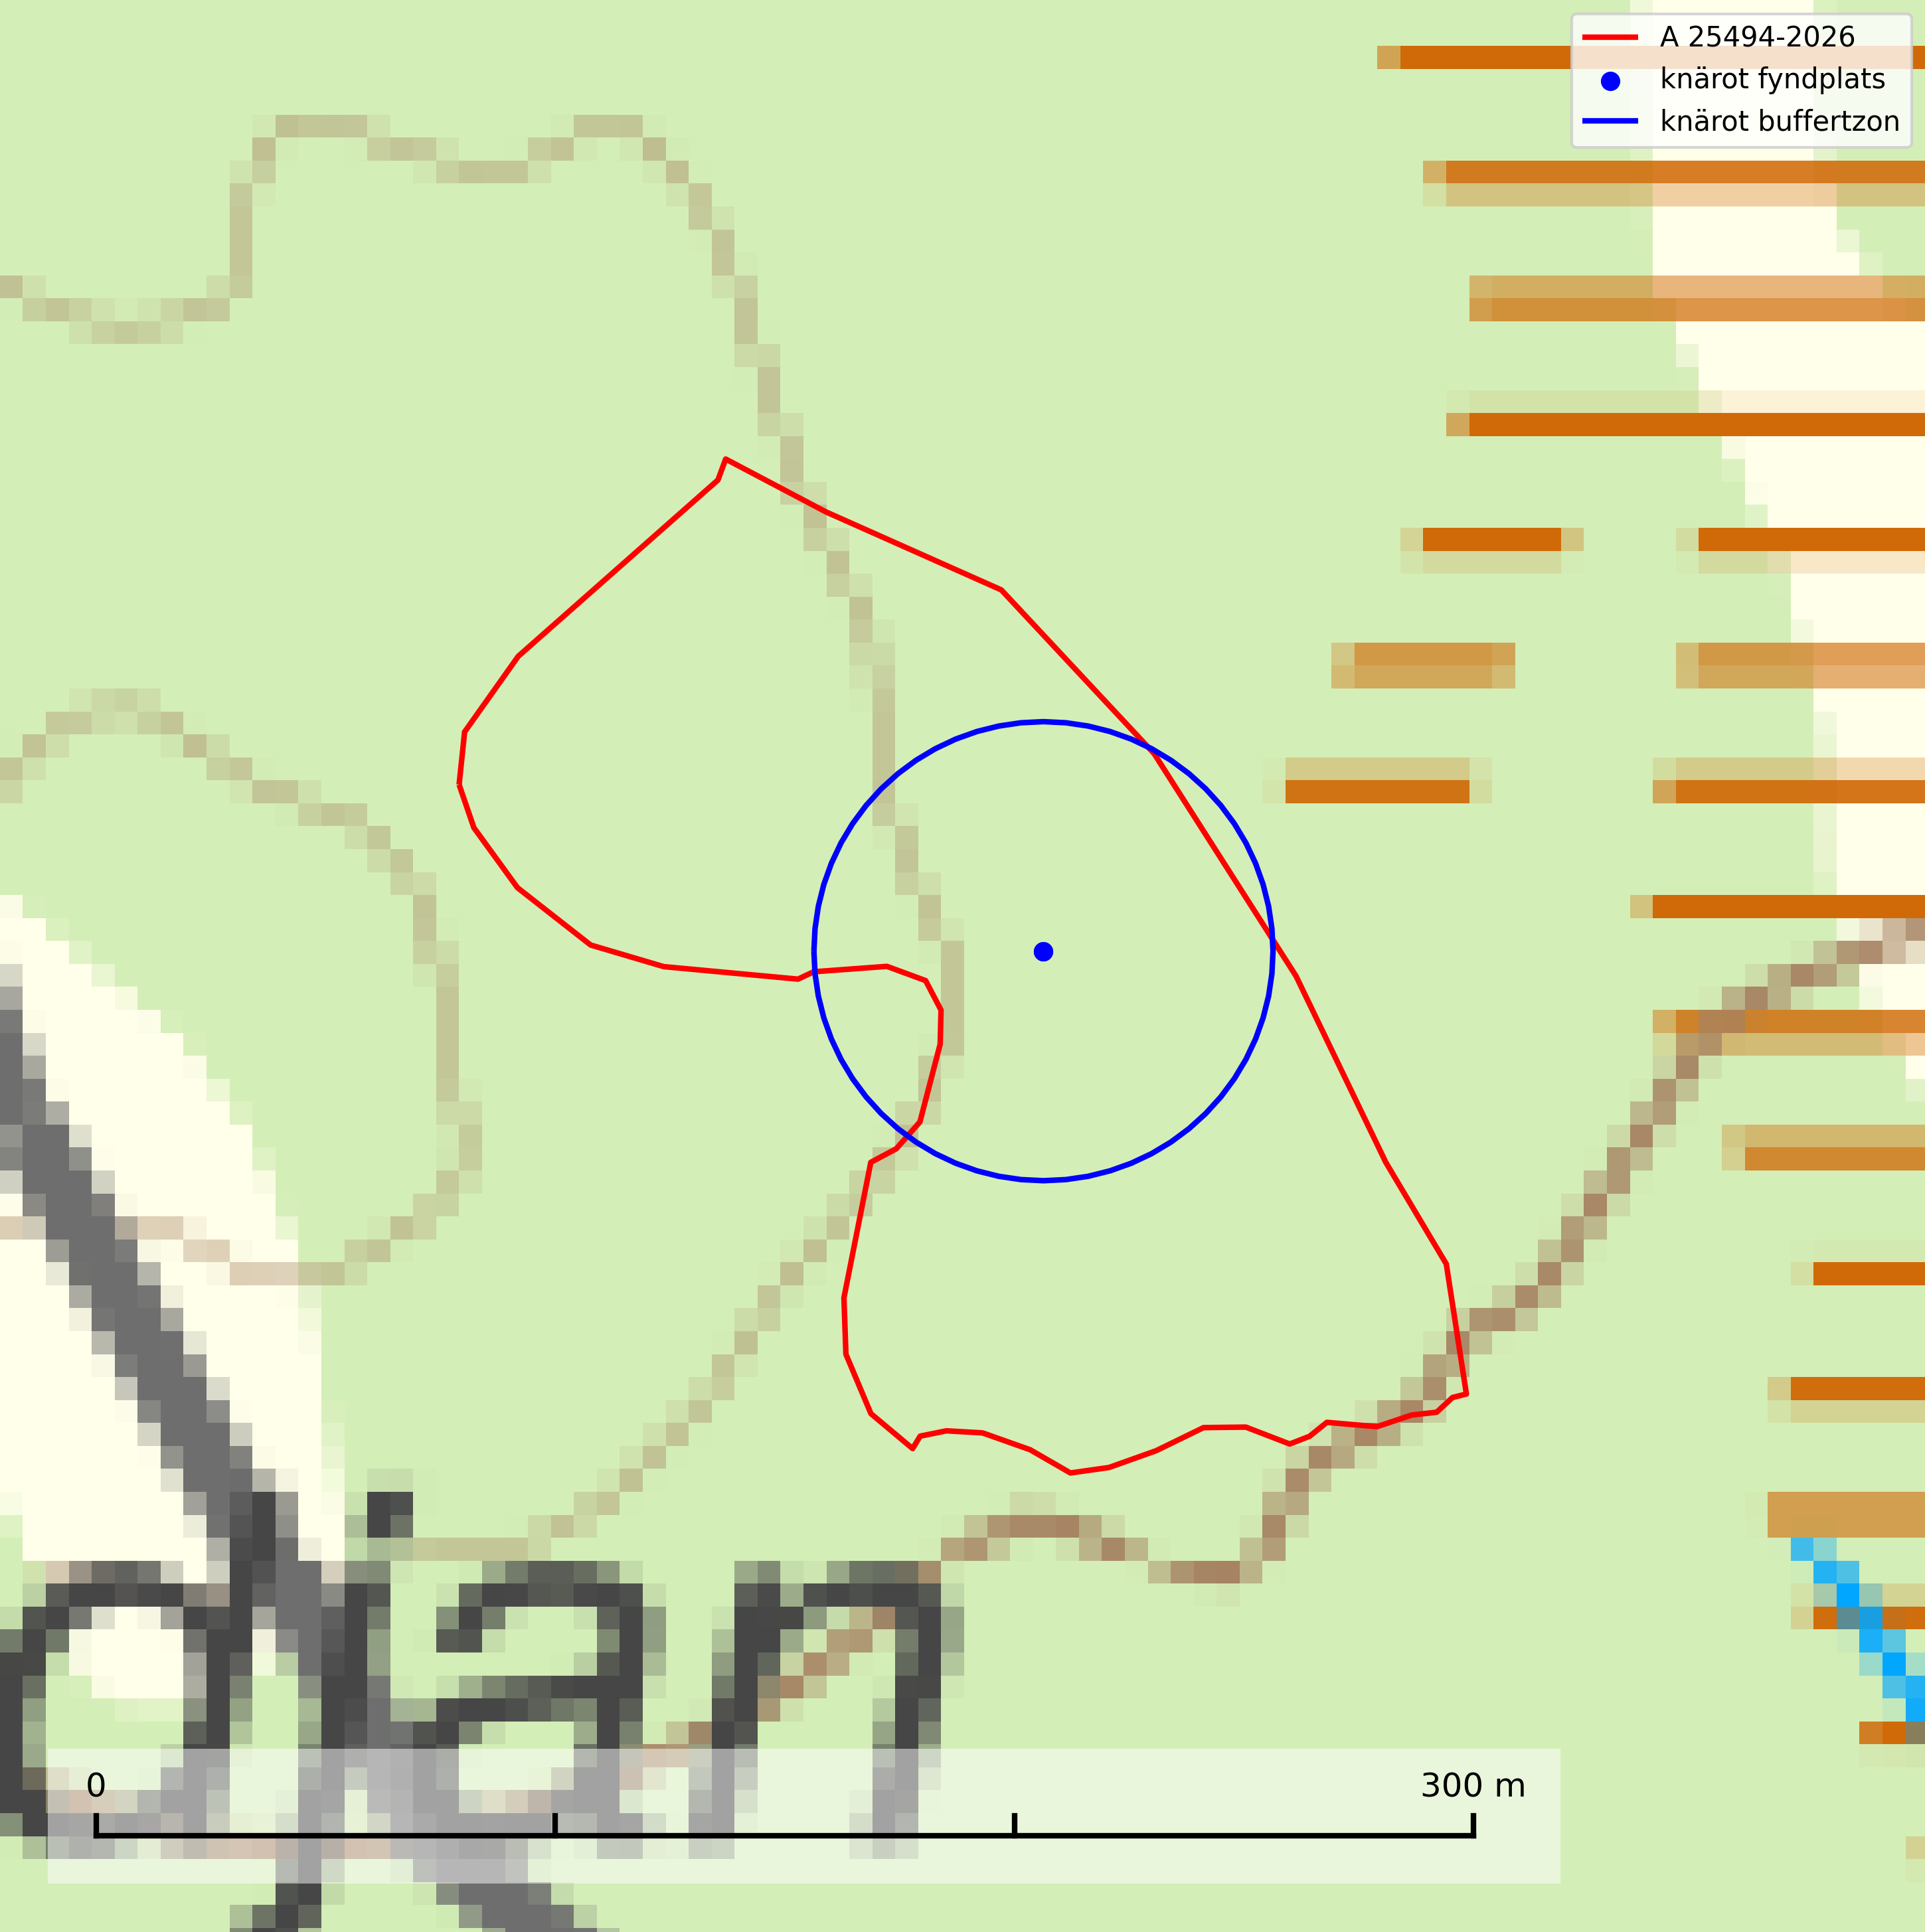 A 25494-2026
knärot fyndplats
knärot buffertzon
0 300 m